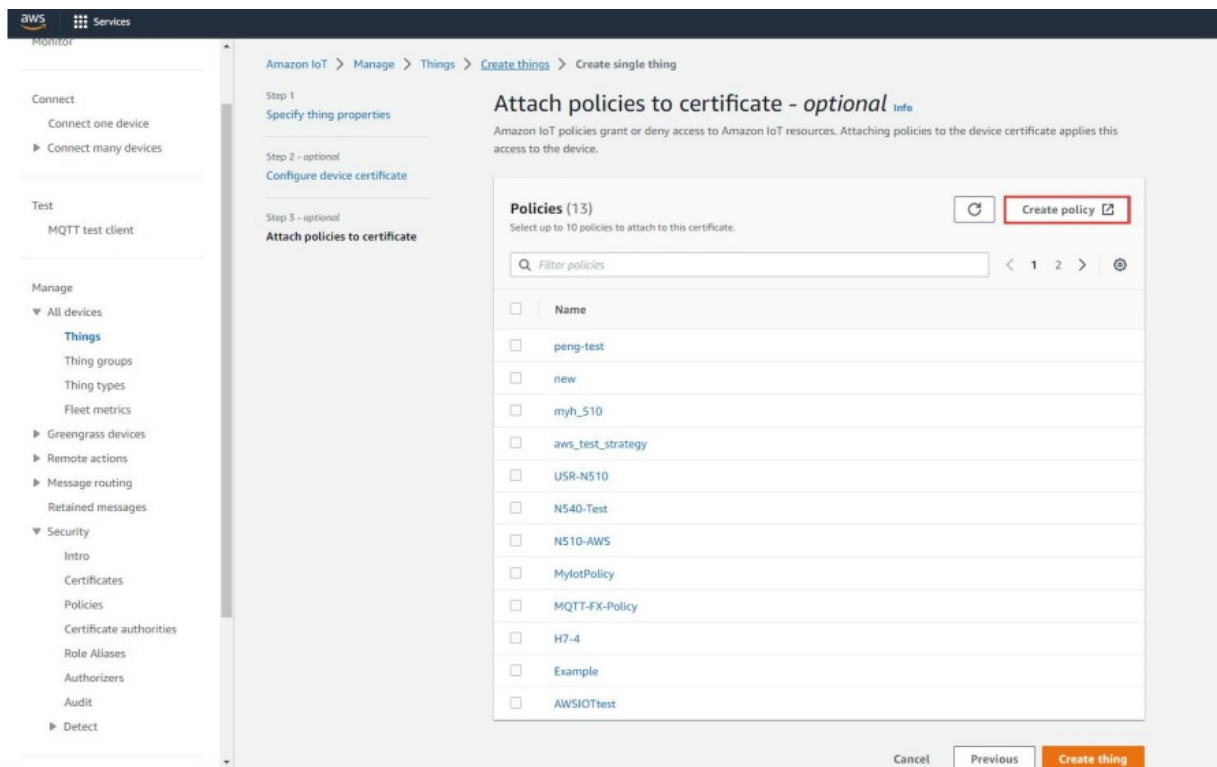 aws
Services
Monitor
Connect
Connect one device
Connect many devices
Test
MQTT test client
Manage
All devices
Things
Thing groups
Thing types
Fleet metrics
Greengrass devices
Remote actions
Message routing
Retained messages
Security
Intro
Certificates
Policies
Certificate authorities
Role Aliases
Authorizers
Audit
Detect
Amazon IoT > Manage > Things > Create things > Create single thing
Step 1
Specify thing properties
Step 2 - optional
Configure device certificate
Step 3 - optional
Attach policies to certificate
Attach policies to certificate - optional Info
Amazon IoT policies grant or deny access to Amazon IoT resources. Attaching policies to the device certificate applies this
access to the device.
Policies (13)
Select up to 10 policies to attach to this certificate.
Create policy
Filter policies
< 1 2 >
Name
peng-test
new
myh_510
aws_test_strategy
USR-N510
N540-Test
N510-AWS
MyIotPolicy
MQTT-FX-Policy
H7-4
Example
AWSIOTtest
Cancel
Previous
Create thing